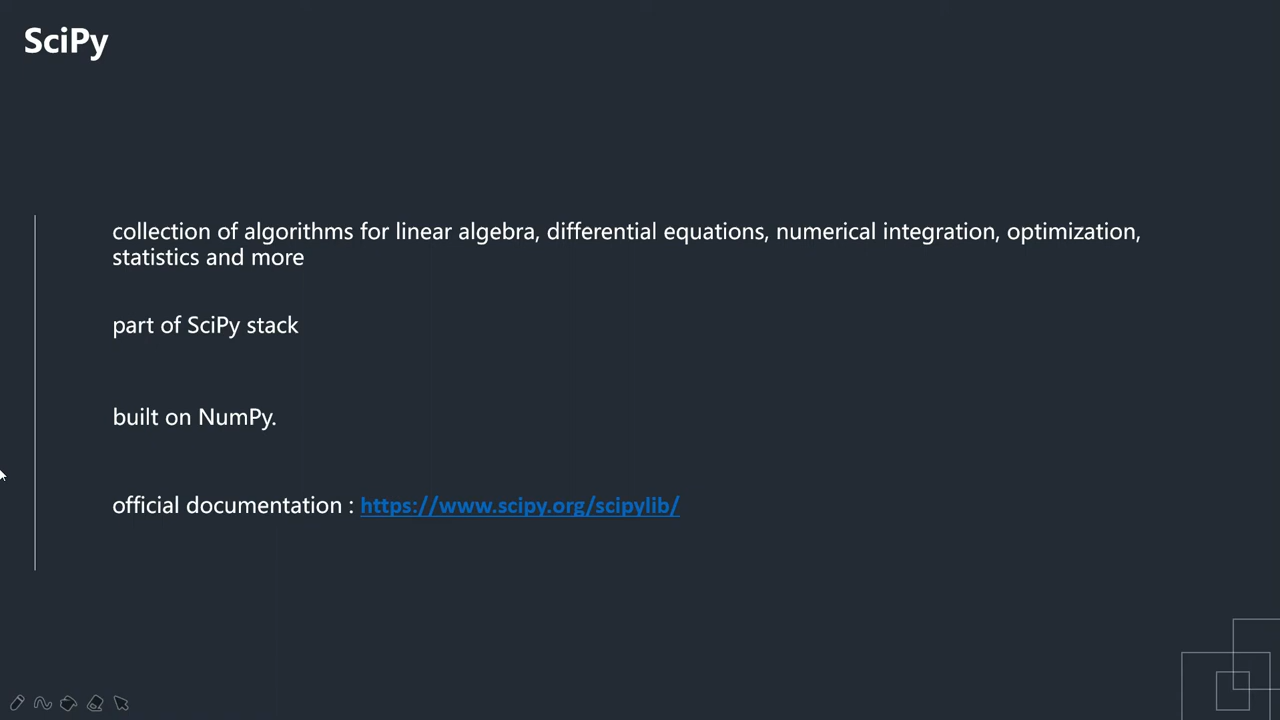 SciPy
collection of algorithms for linear algebra, differential equations, numerical integration, optimization,
statistics and more
part of SciPy stack
built on NumPy.
official documentation : https://www.scipy.org/scipylib/